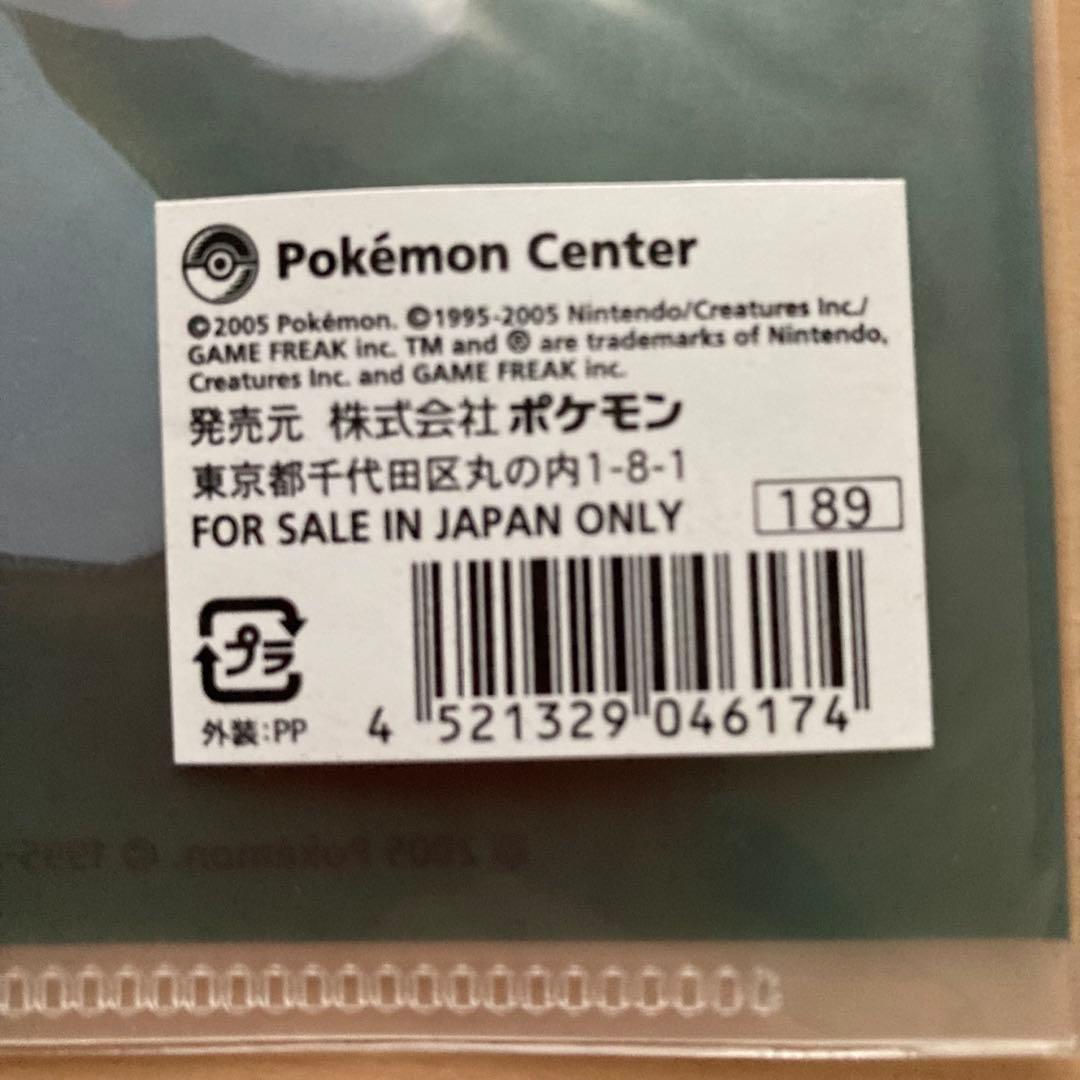 Pokémon Center
©2005 Pokémon. ©1995-2005 Nintendo/Creatures Inc./
GAME FREAK inc. TM and ® are trademarks of Nintendo,
Creatures Inc. and GAME FREAK inc.
発売元 株式会社 ポケモン
東京都千代田区丸の内1-8-1
FOR SALE IN JAPAN ONLY
189
プラ
外装:PP
4 521329 046174
© 2005 Pokémon. © 1995-